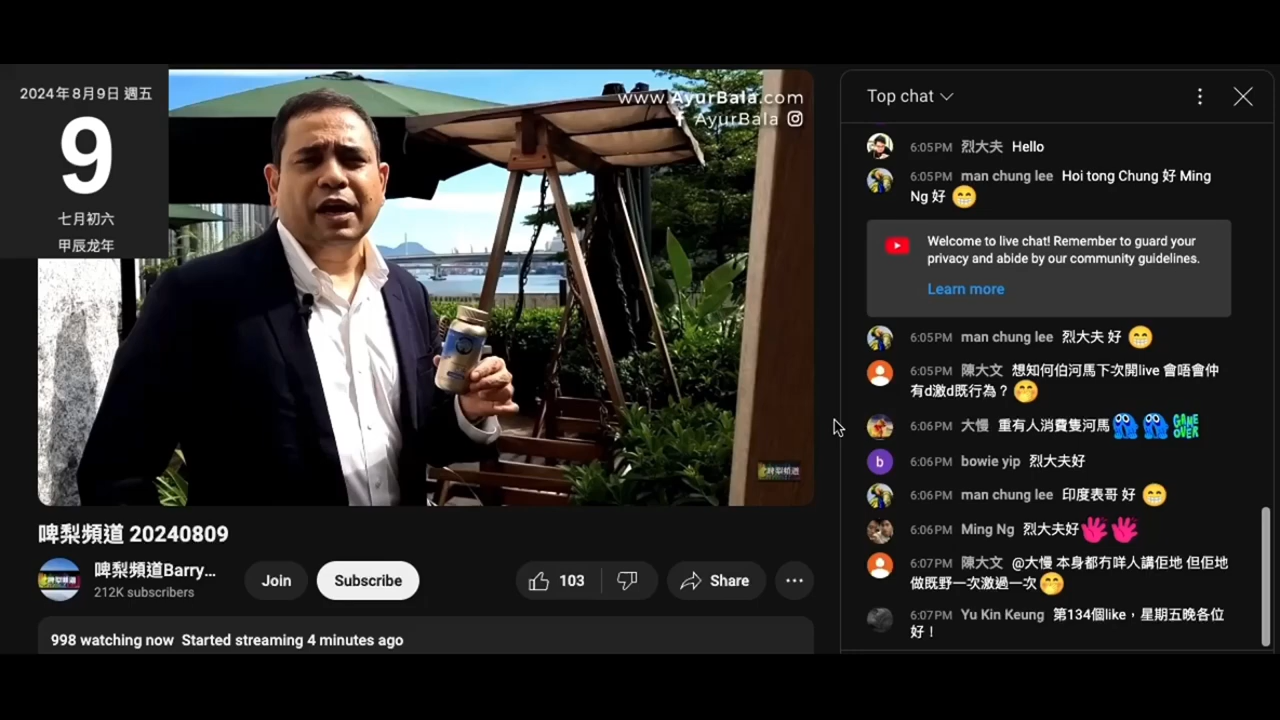 2024年8月9日 週五
9
七月初六
甲辰龙年
www.AyurBala.com
AyurBala
啤梨頻道
啤梨頻道 20240809
啤梨頻道Barry...
212K subscribers
Join
Subscribe
103
Share
998 watching now Started streaming 4 minutes ago
Top chat
6:05PM 烈大夫 Hello
6:05PM man chung lee Hoi tong Chung 好 Ming
Ng 好 😁
Welcome to live chat! Remember to guard your
privacy and abide by our community guidelines.
Learn more
6:05PM man chung lee 烈大夫 好 😁
6:05PM 陳大文 想知何伯河馬下次開live 會唔會仲
有d激d既行為？ 🤭
6:06PM 大慢 重有人消費隻河馬 GAME
OVER
b
6:06PM bowie yip 烈大夫好
6:06PM man chung lee 印度表哥 好 😁
6:06PM Ming Ng 烈大夫好
6:07PM 陳大文 @大慢 本身都冇咩人講佢地 但佢地
做既野一次激過一次 🤭
6:07PM Yu Kin Keung 第134個like，星期五晚各位
好！